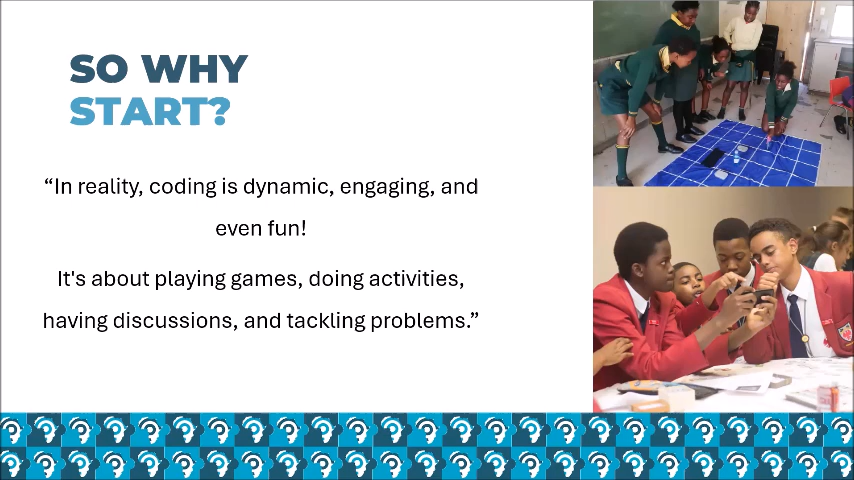 SO WHY
START?
“In reality, coding is dynamic, engaging, and
even fun!
It's about playing games, doing activities,
having discussions, and tackling problems.”